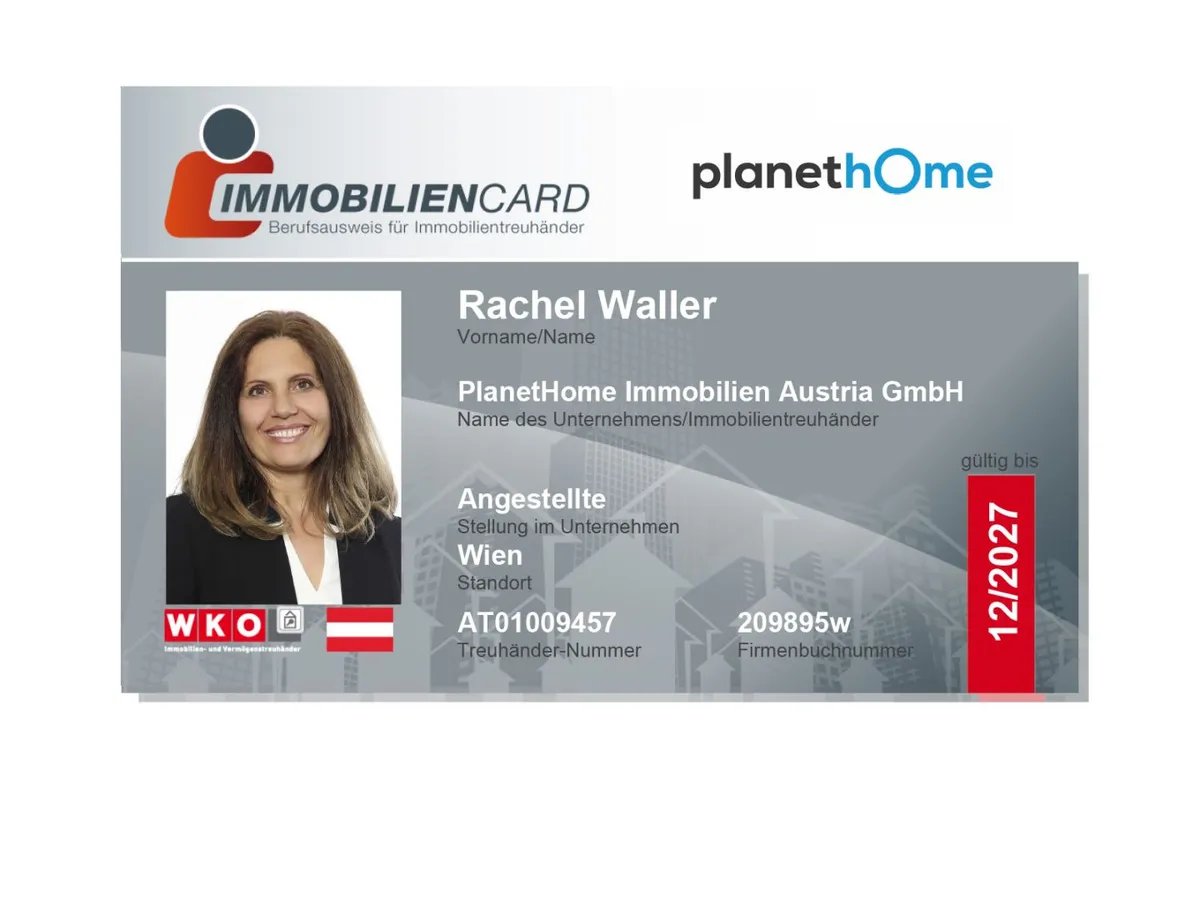 IMMOBILIENCARD
Berufsausweis für Immobilientreuhänder
planethOme
Rachel Waller
Vorname/Name
PlanetHome Immobilien Austria GmbH
Name des Unternehmens/Immobilientreuhänder
gültig bis
12/2027
Angestellte
Stellung im Unternehmen
Wien
Standort
AT01009457
Treuhänder-Nummer
209895w
Firmenbuchnummer
WKO
Immobilien- und Vermögenstreuhänder